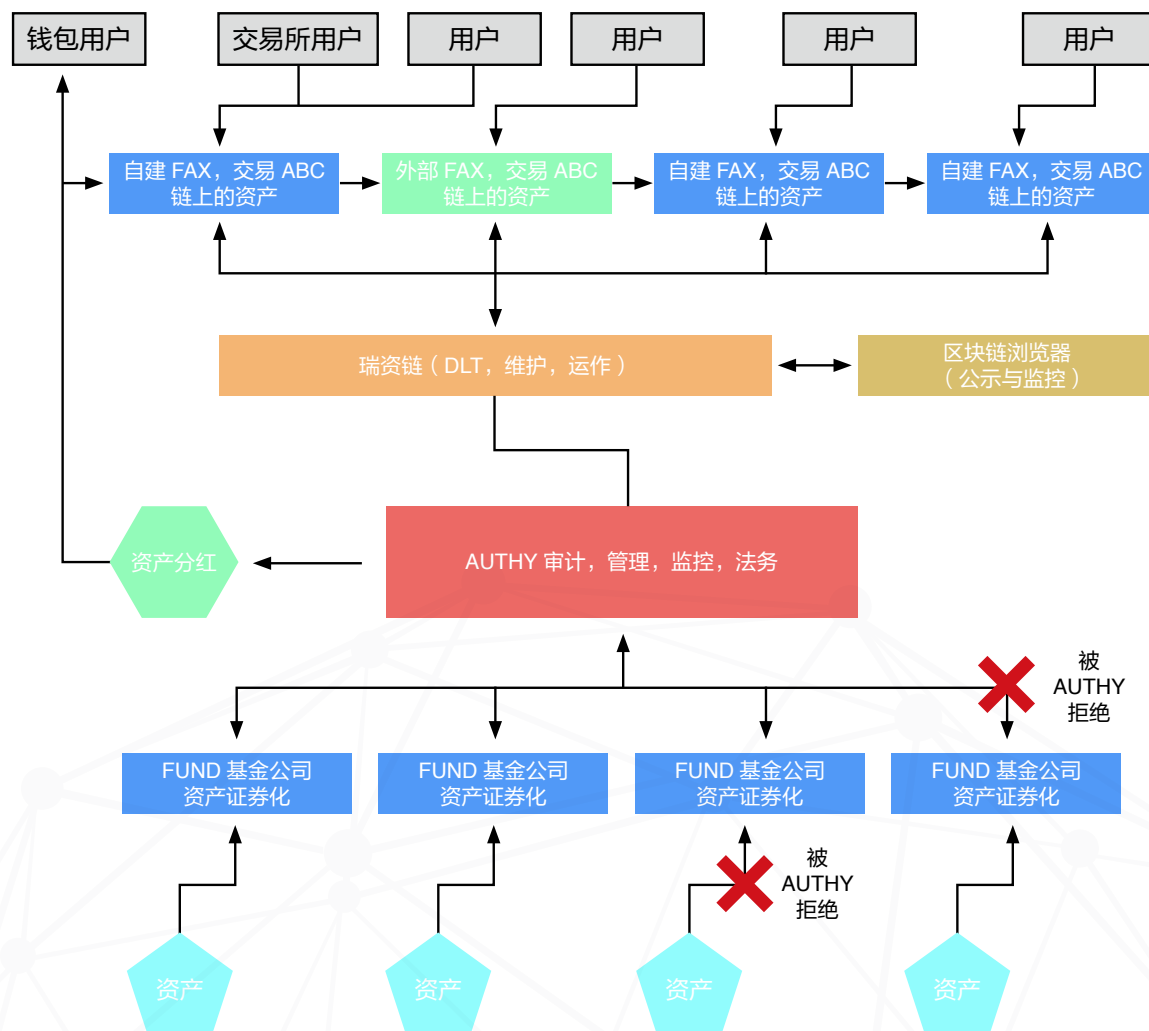 钱包用户
交易所用户
用户
用户
用户
用户
自建 FAX，交易 ABC
链上的资产
外部 FAX，交易 ABC
链上的资产
自建 FAX，交易 ABC
链上的资产
自建 FAX，交易 ABC
链上的资产
瑞资链（DLT，维护，运作）
区块链浏览器
（公示与监控）
资产分红
AUTHY 审计，管理，监控，法务
被
AUTHY
拒绝
FUND 基金公司
资产证券化
FUND 基金公司
资产证券化
FUND 基金公司
资产证券化
FUND 基金公司
资产证券化
被
AUTHY
拒绝
资产
资产
资产
资产